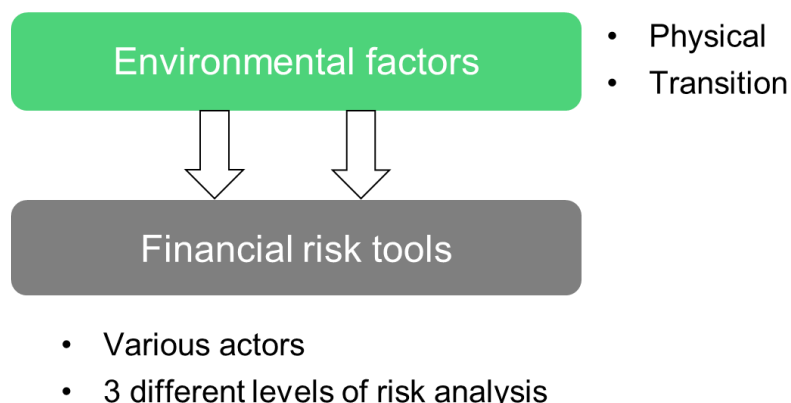 Environmental factors
• Physical
• Transition
Financial risk tools
• Various actors
• 3 different levels of risk analysis